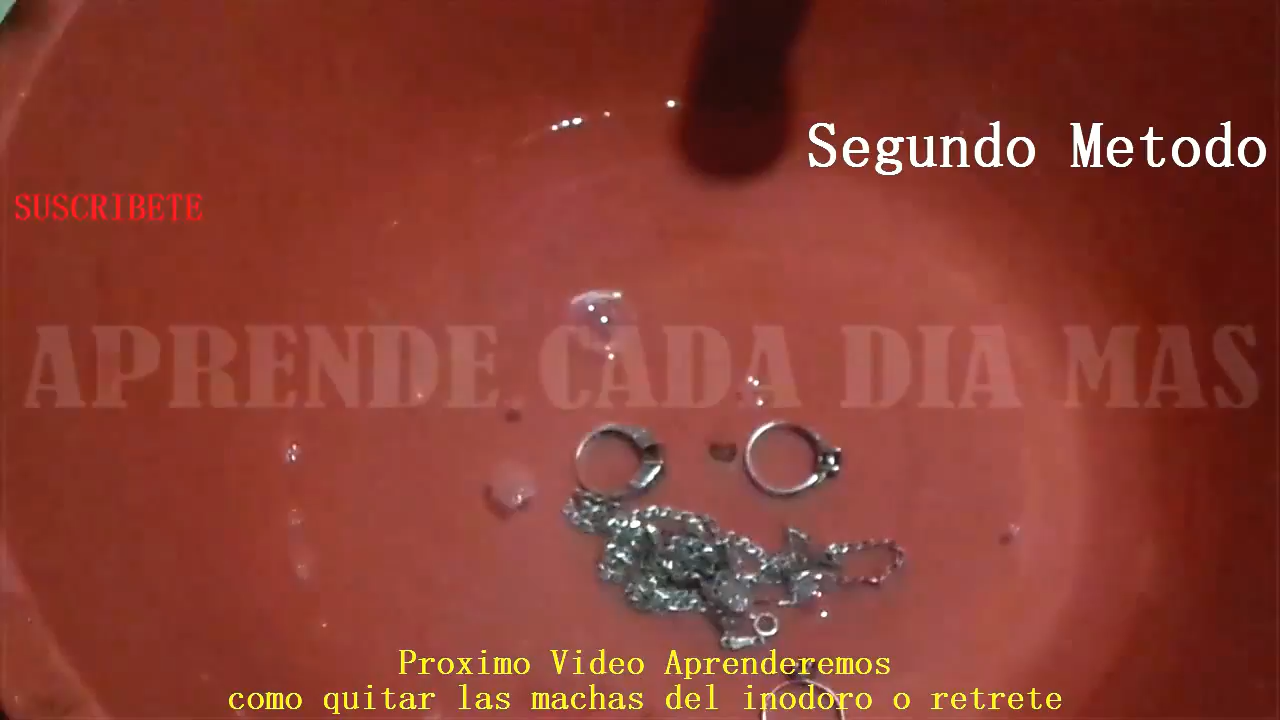 Segundo Metodo
SUSCRIBETE
APRENDE CADA DIA MAS
Proximo Video Aprenderemos
como quitar las machas del inodoro o retrete